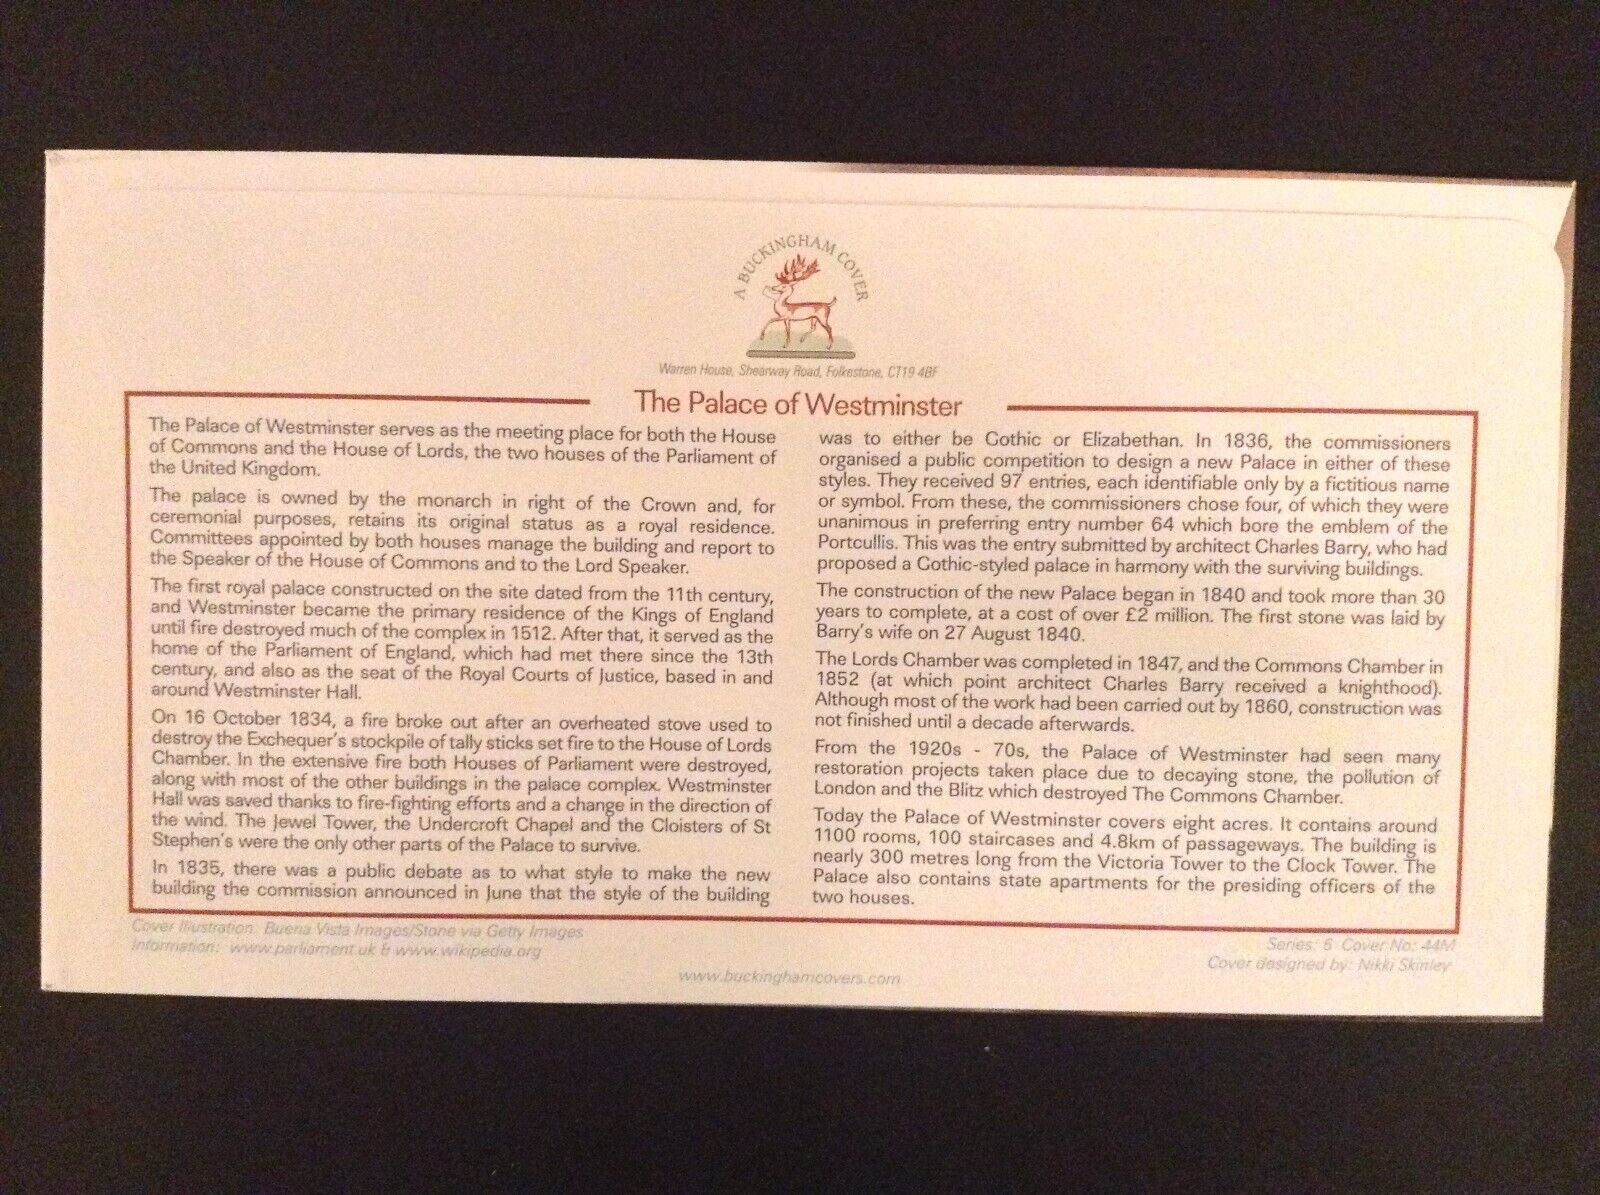 A BUCKINGHAM COVER
Warren House, Shearway Road, Folkestone, CT19 4BF
The Palace of Westminster
The Palace of Westminster serves as the meeting place for both the House
of Commons and the House of Lords, the two houses of the Parliament of
the United Kingdom.
The palace is owned by the monarch in right of the Crown and, for
ceremonial purposes, retains its original status as a royal residence.
Committees appointed by both houses manage the building and report to
the Speaker of the House of Commons and to the Lord Speaker.
The first royal palace constructed on the site dated from the 11th century,
and Westminster became the primary residence of the Kings of England
until fire destroyed much of the complex in 1512. After that, it served as the
home of the Parliament of England, which had met there since the 13th
century, and also as the seat of the Royal Courts of Justice, based in and
around Westminster Hall.
On 16 October 1834, a fire broke out after an overheated stove used to
destroy the Exchequer's stockpile of tally sticks set fire to the House of Lords
Chamber. In the extensive fire both Houses of Parliament were destroyed,
along with most of the other buildings in the palace complex. Westminster
Hall was saved thanks to fire-fighting efforts and a change in the direction of
the wind. The Jewel Tower, the Undercroft Chapel and the Cloisters of St
Stephen's were the only other parts of the Palace to survive.
In 1835, there was a public debate as to what style to make the new
building the commission announced in June that the style of the building
was to either be Gothic or Elizabethan. In 1836, the commissioners
organised a public competition to design a new Palace in either of these
styles. They received 97 entries, each identifiable only by a fictitious name
or symbol. From these, the commissioners chose four, of which they were
unanimous in preferring entry number 64 which bore the emblem of the
Portcullis. This was the entry submitted by architect Charles Barry, who had
proposed a Gothic-styled palace in harmony with the surviving buildings.
The construction of the new Palace began in 1840 and took more than 30
years to complete, at a cost of over £2 million. The first stone was laid by
Barry's wife on 27 August 1840.
The Lords Chamber was completed in 1847, and the Commons Chamber in
1852 (at which point architect Charles Barry received a knighthood).
Although most of the work had been carried out by 1860, construction was
not finished until a decade afterwards.
From the 1920s - 70s, the Palace of Westminster had seen many
restoration projects taken place due to decaying stone, the pollution of
London and the Blitz which destroyed The Commons Chamber.
Today the Palace of Westminster covers eight acres. It contains around
1100 rooms, 100 staircases and 4.8km of passageways. The building is
nearly 300 metres long from the Victoria Tower to the Clock Tower. The
Palace also contains state apartments for the presiding officers of the
two houses.
Cover Illustration: Buena Vista Images/Stone via Getty Images
Information: www.parliament.uk & www.wikipedia.org
Series: 6 Cover No: 44M
Cover designed by: Nikki Skinley
www.buckinghamcovers.com